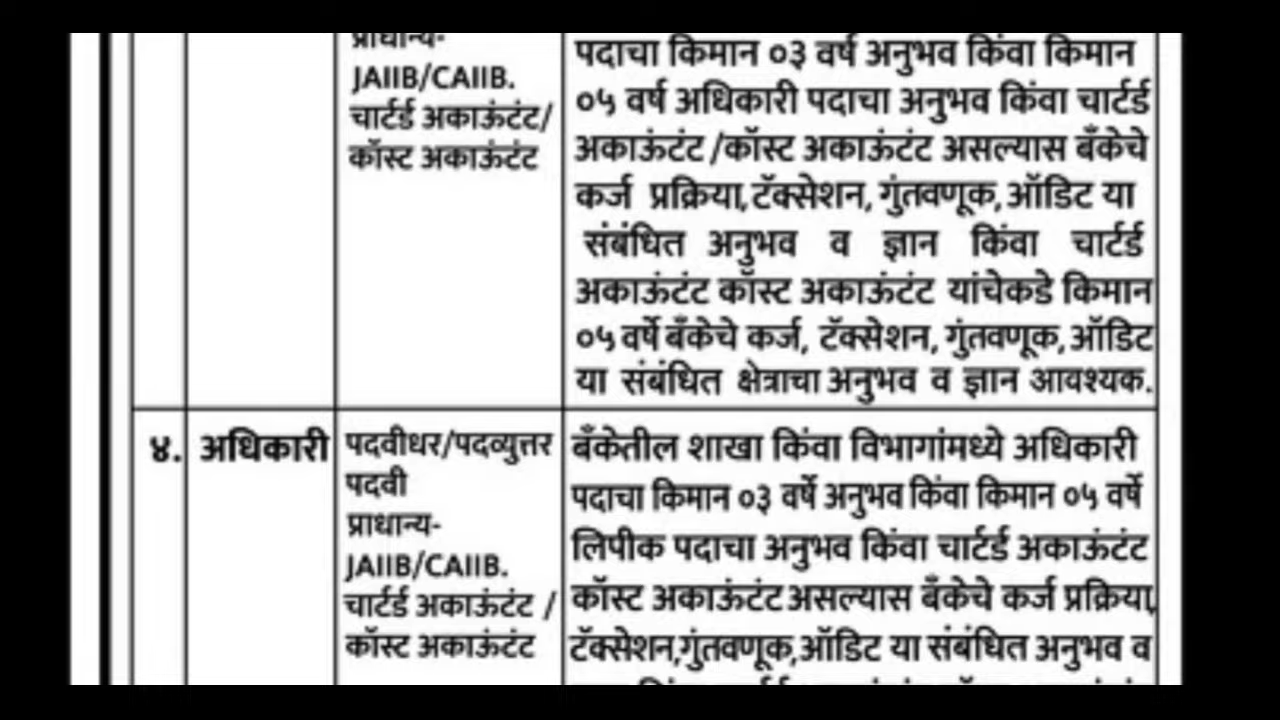 प्राधान्य-
JAIIB/CAIIB.
चार्टर्ड अकाऊंटंट/
कॉस्ट अकाऊंटंट
पदाचा किमान ०३ वर्ष अनुभव किंवा किमान
०५ वर्ष अधिकारी पदाचा अनुभव किंवा चार्टर्ड
अकाऊंटंट /कॉस्ट अकाऊंटंट असल्यास बँकेचे
कर्ज प्रक्रिया, टॅक्सेशन, गुंतवणूक, ऑडिट या
संबंधित अनुभव व ज्ञान किंवा चार्टर्ड
अकाऊंटंट कॉस्ट अकाऊंटंट यांचेकडे किमान
०५ वर्षे बँकेचे कर्ज, टॅक्सेशन, गुंतवणूक, ऑडिट
या संबंधित क्षेत्राचा अनुभव व ज्ञान आवश्यक.
४. अधिकारी
पदवीधर/पदव्युत्तर
पदवी
प्राधान्य-
JAIIB/CAIIB.
चार्टर्ड अकाऊंटंट /
कॉस्ट अकाऊंटंट
बँकेतील शाखा किंवा विभागांमध्ये अधिकारी
पदाचा किमान ०३ वर्षे अनुभव किंवा किमान ०५ वर्षे
लिपीक पदाचा अनुभव किंवा चार्टर्ड अकाऊंटंट
कॉस्ट अकाऊंटंट असल्यास बँकेचे कर्ज प्रक्रिया,
टॅक्सेशन,गुंतवणूक,ऑडिट या संबंधित अनुभव व